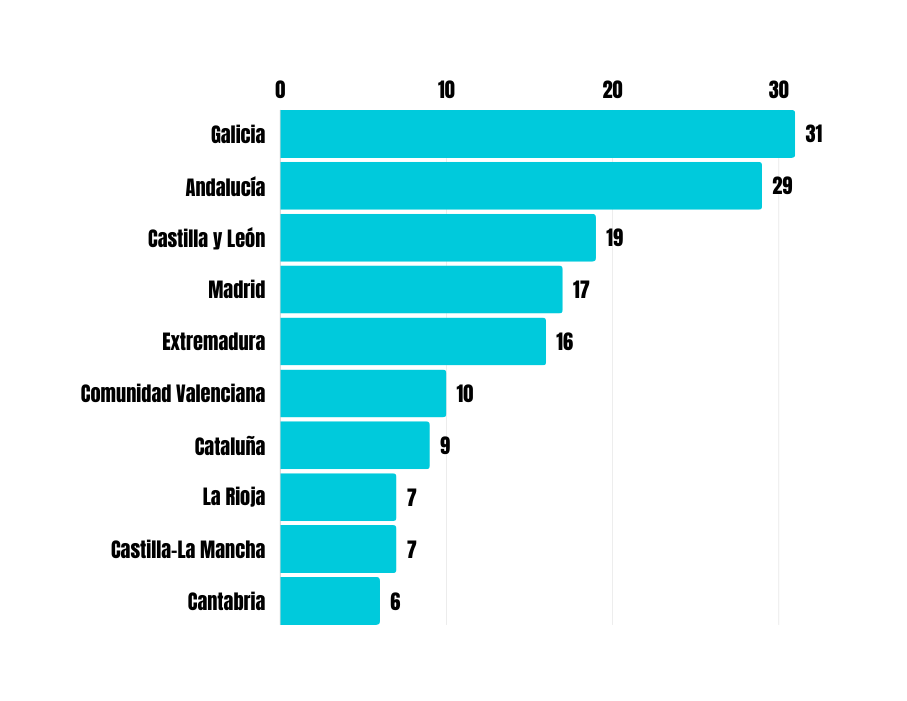 0 10 20 30
Galicia 31
Andalucía 29
Castilla y León 19
Madrid 17
Extremadura 16
Comunidad Valenciana 10
Cataluña 9
La Rioja 7
Castilla-La Mancha 7
Cantabria 6